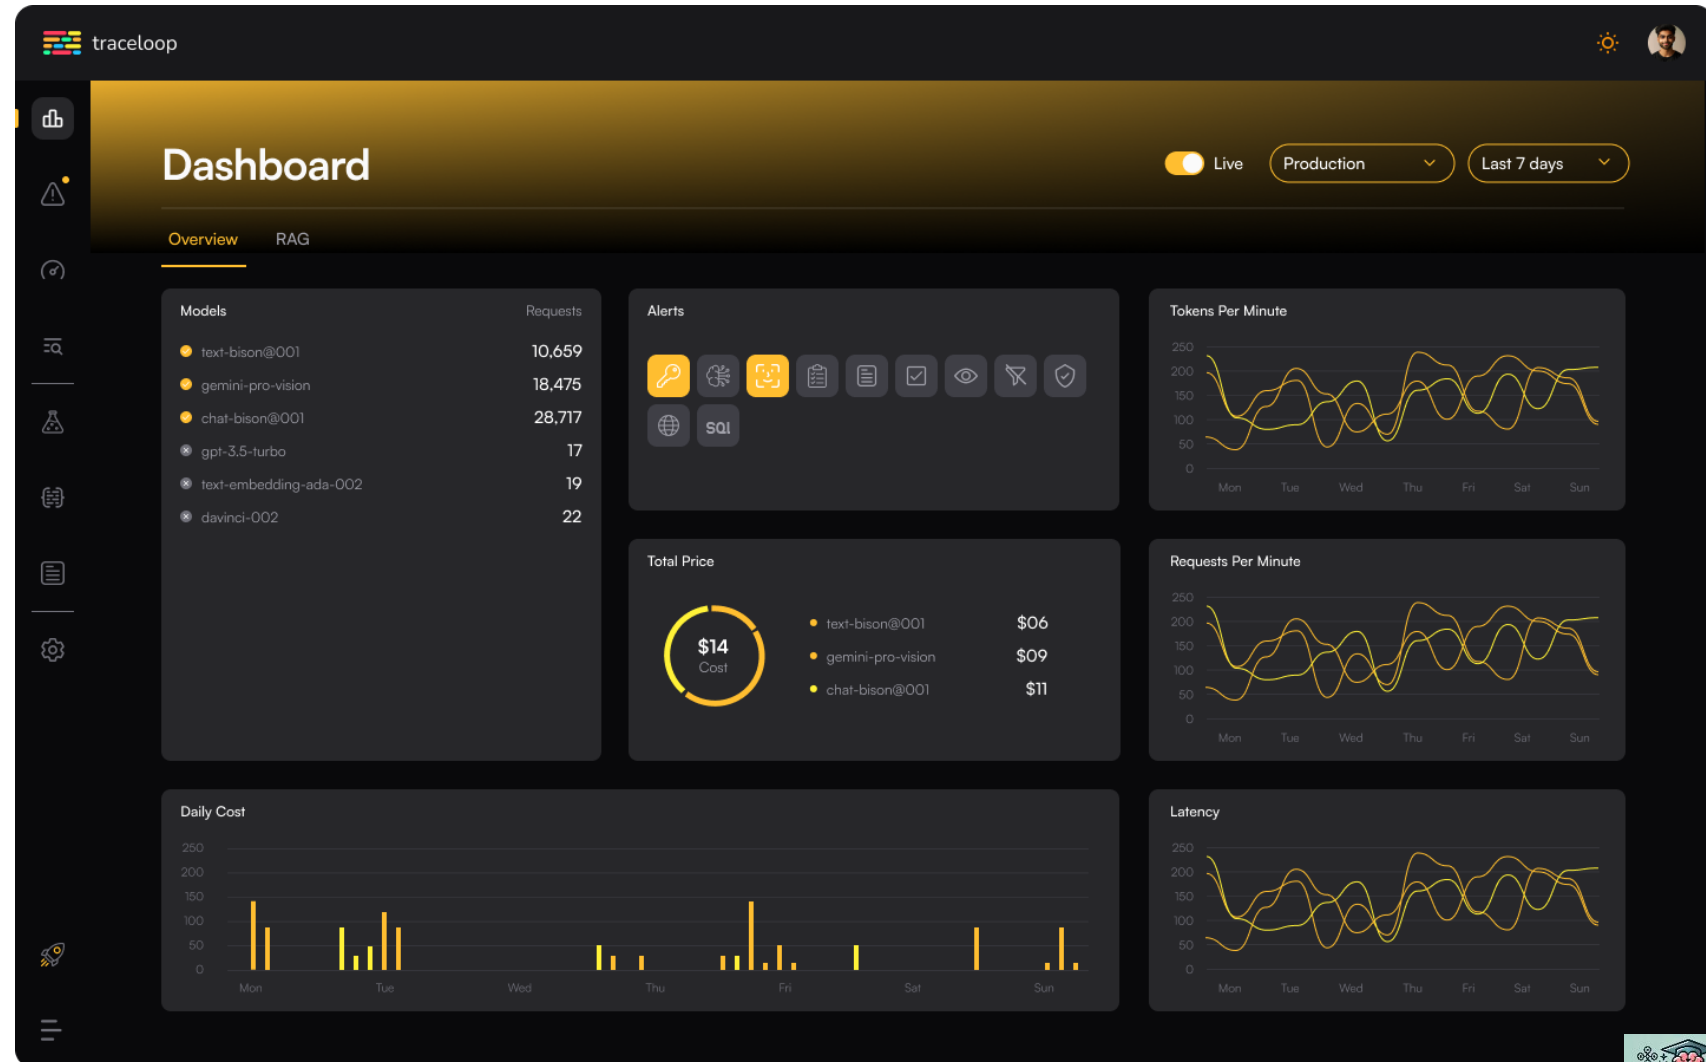 traceloop
Dashboard
Live
Production
Last 7 days
Overview RAG
Models Requests
text-bison@001 10,659
gemini-pro-vision 18,475
chat-bison@001 28,717
gpt-3.5-turbo 17
text-embedding-ada-002 19
davinci-002 22
Alerts
SQL
Tokens Per Minute
250
200
150
100
50
0
Mon Tue Wed Thu Fri Sat Sun
Total Price
$14
Cost
text-bison@001 $06
gemini-pro-vision $09
chat-bison@001 $11
Requests Per Minute
250
200
150
100
50
0
Mon Tue Wed Thu Fri Sat Sun
Daily Cost
250
200
150
100
50
0
Mon Tue Wed Thu Fri Sat Sun
Latency
250
200
150
100
50
0
Mon Tue Wed Thu Fri Sat Sun